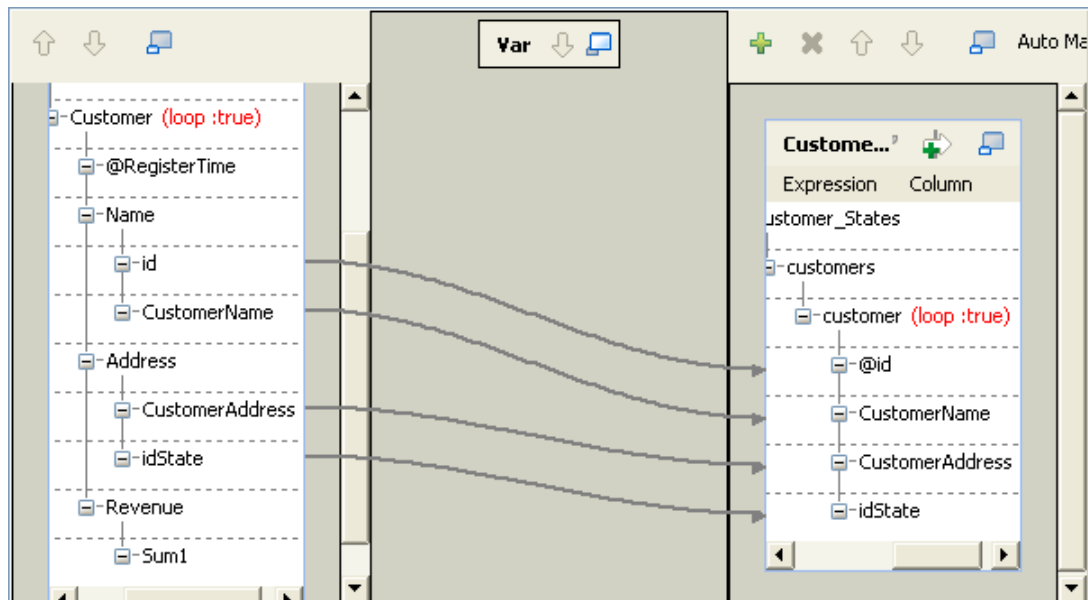 Var
Auto Ma
Customer (loop :true)
@RegisterTime
Name
id
CustomerName
Address
CustomerAddress
idState
Revenue
Sum1
Custome...
Expression Column
ustomer_States
customers
customer (loop :true)
@id
CustomerName
CustomerAddress
idState